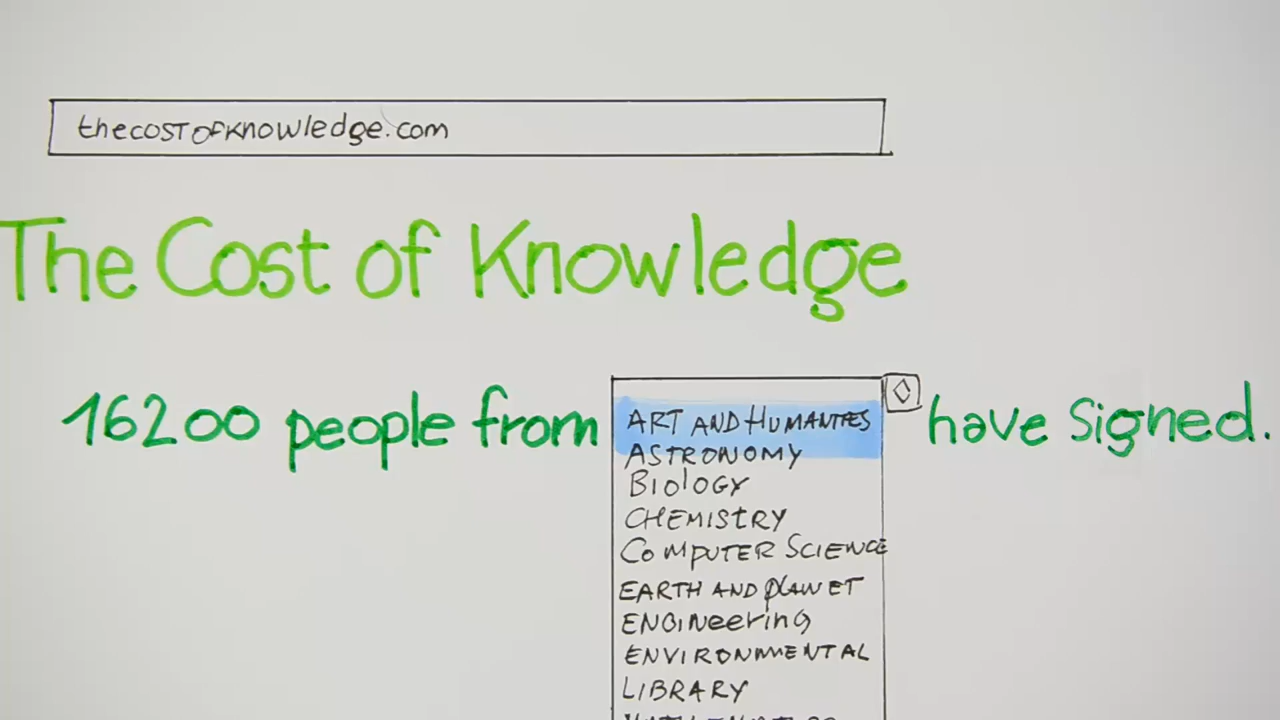 thecostofknowledge.com
The Cost of Knowledge
16200 people from
have signed.
ART AND HUMANTIES
ASTRONOMY
BIOLOGY
CHEMISTRY
COMPUTER SCIENCE
EARTH AND PLANET
ENGINeering
ENVIRONMENTAL
LIBRARY